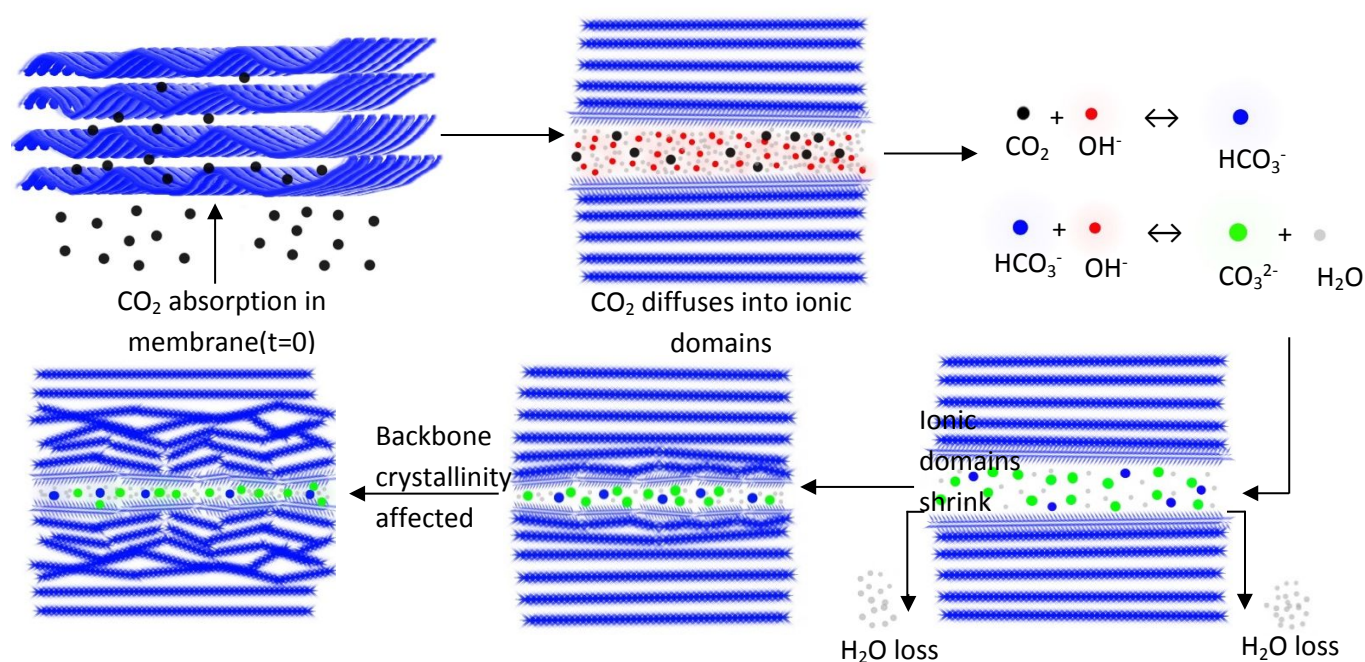 CO₂ absorption in
membrane(t=0)
CO₂ diffuses into ionic
domains
+
↔
CO₂ OH⁻ HCO₃⁻
+
↔
+
HCO₃⁻ OH⁻ CO₃²⁻ H₂O
Ionic
domains
shrink
H₂O loss
H₂O loss
Backbone
crystallinity
affected